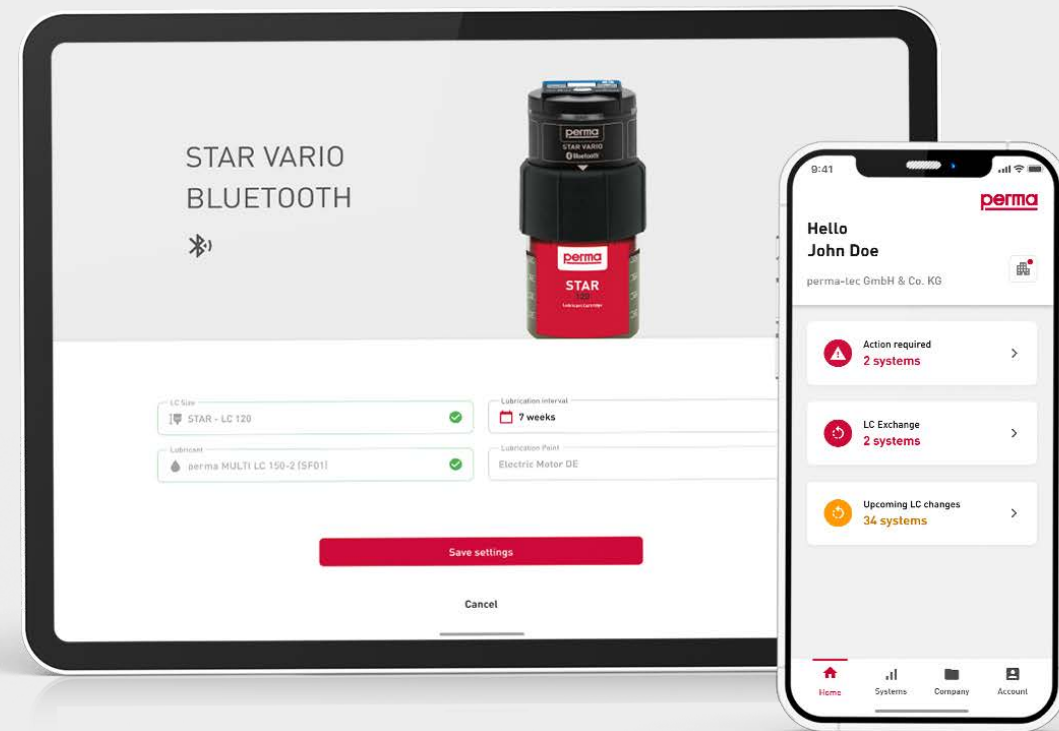 STAR VARIO
BLUETOOTH
perma
STAR VARIO
Bluetooth
perma
STAR
120
Lubricant Cartridge
LC Size
STAR - LC 120
Lubrication interval
7 weeks
Lubricant
perma MULTI LC 150-2 (SF01)
Lubrication Point
Electric Motor DE
Save settings
Cancel
9:41
perma
Hello
John Doe
perma-tec GmbH & Co. KG
Action required
2 systems
LC Exchange
2 systems
Upcoming LC changes
34 systems
Home
Systems
Company
Account